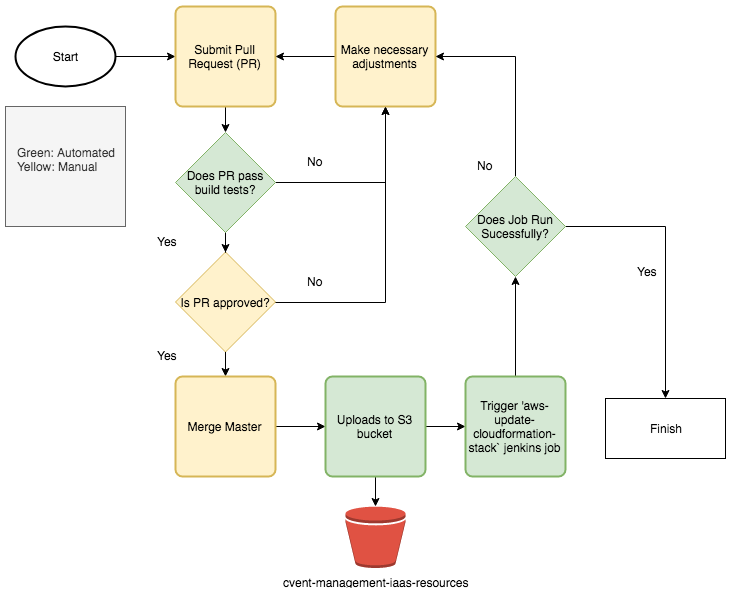 Start
Submit Pull
Request (PR)
Make necessary
adjustments
Green: Automated
Yellow: Manual
Does PR pass
build tests?
No
No
Does Job Run
Sucessfully?
Yes
Yes
Is PR approved?
No
Yes
Merge Master
Uploads to S3
bucket
Trigger 'aws-
update-
cloudformation-
stack` jenkins job
Finish
cvent-management-iaas-resources